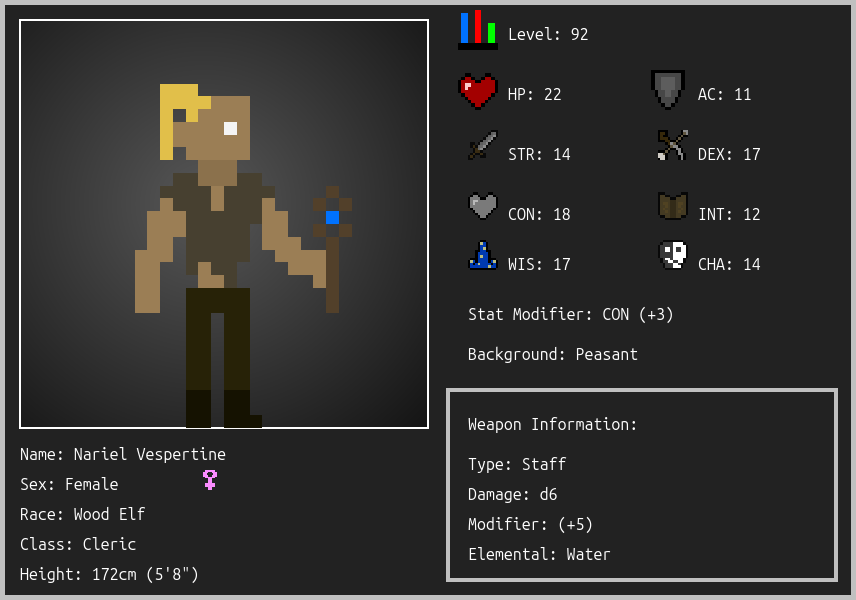 Level: 92
HP: 22
AC: 11
STR: 14
DEX: 17
CON: 18
INT: 12
WIS: 17
CHA: 14
Stat Modifier: CON (+3)
Background: Peasant
Weapon Information:
Type: Staff
Damage: d6
Modifier: (+5)
Elemental: Water
Name: Nariel Vespertine
Sex: Female
Race: Wood Elf
Class: Cleric
Height: 172cm (5'8")